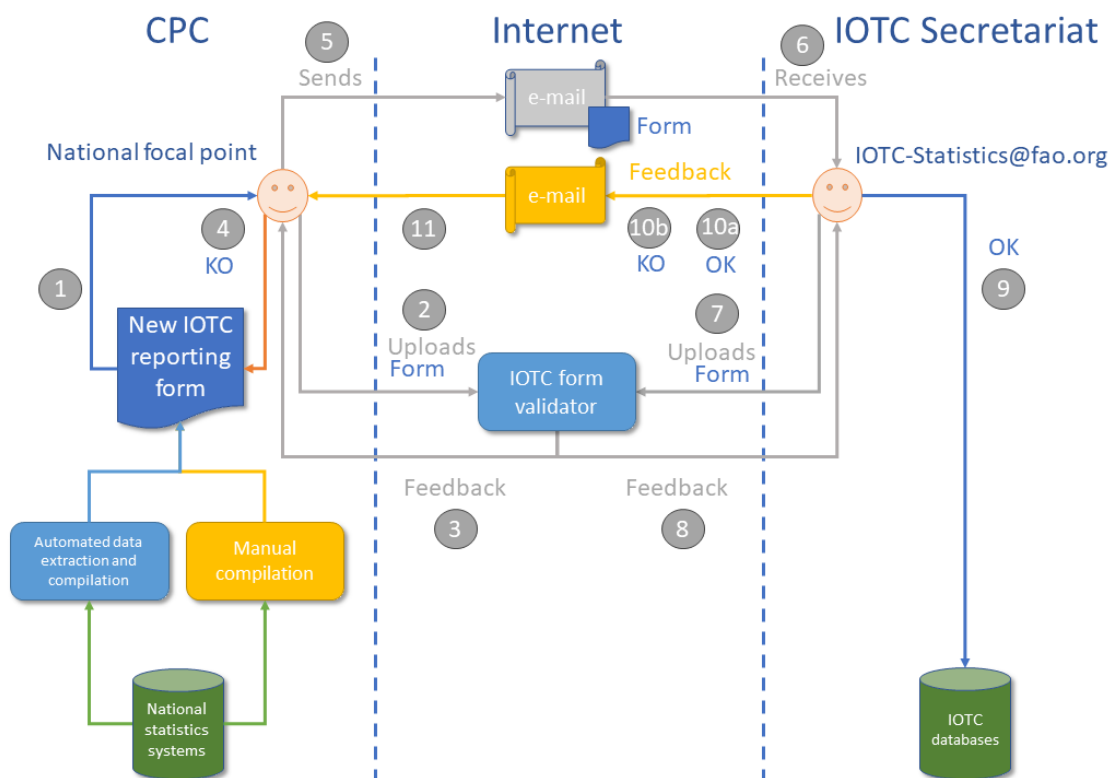 CPC
Internet
IOTC Secretariat
5
Sends
6
Receives
e-mail
Form
National focal point
IOTC-Statistics@fao.org
Feedback
e-mail
4
KO
11
10b
KO
10a
OK
OK
9
1
2
Uploads
Form
7
Uploads
Form
New IOTC
reporting
form
IOTC form
validator
Feedback
3
Feedback
8
Automated data
extraction and
compilation
Manual
compilation
National
statistics
systems
IOTC
databases